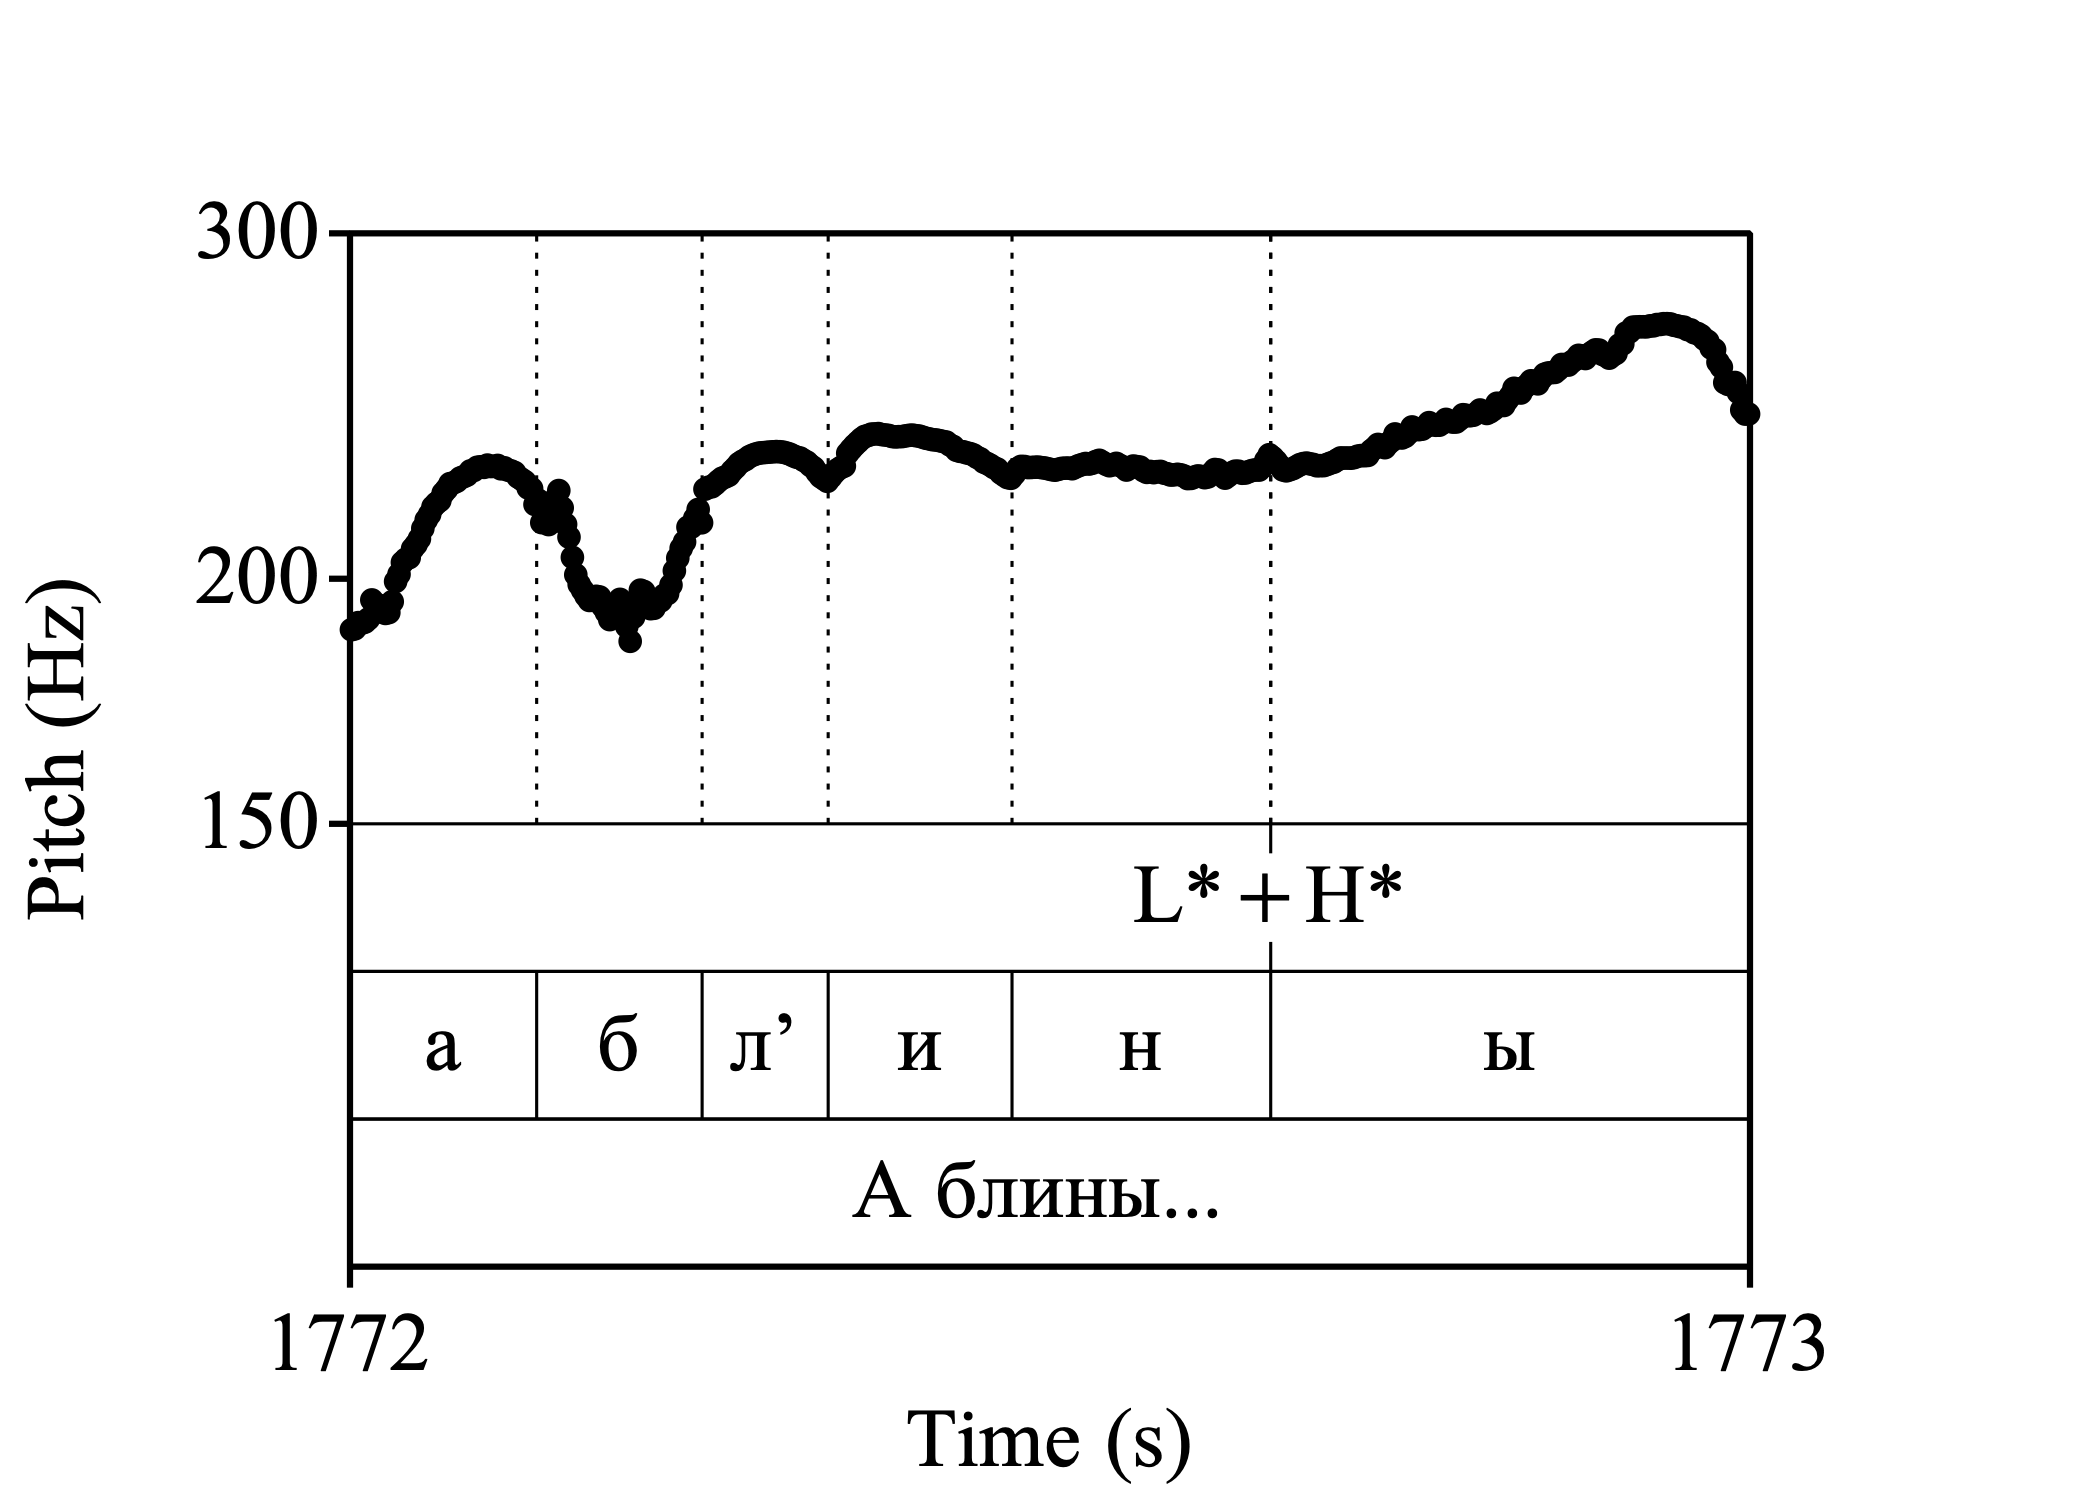 300
200
150
Pitch (Hz)
L*+H*
а б л’ и н ы
А блины...
1772 1773
Time (s)